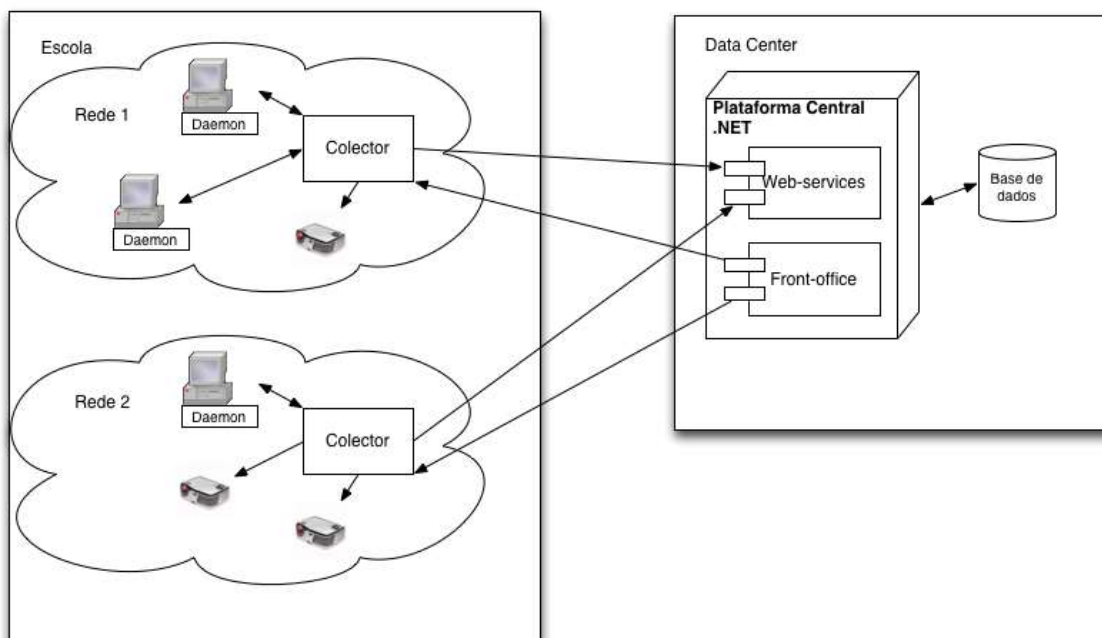 Escola
Rede 1
Daemon
Colector
Daemon
Rede 2
Daemon
Colector
Data Center
Plataforma Central
.NET
Web-services
Front-office
Base de
dados